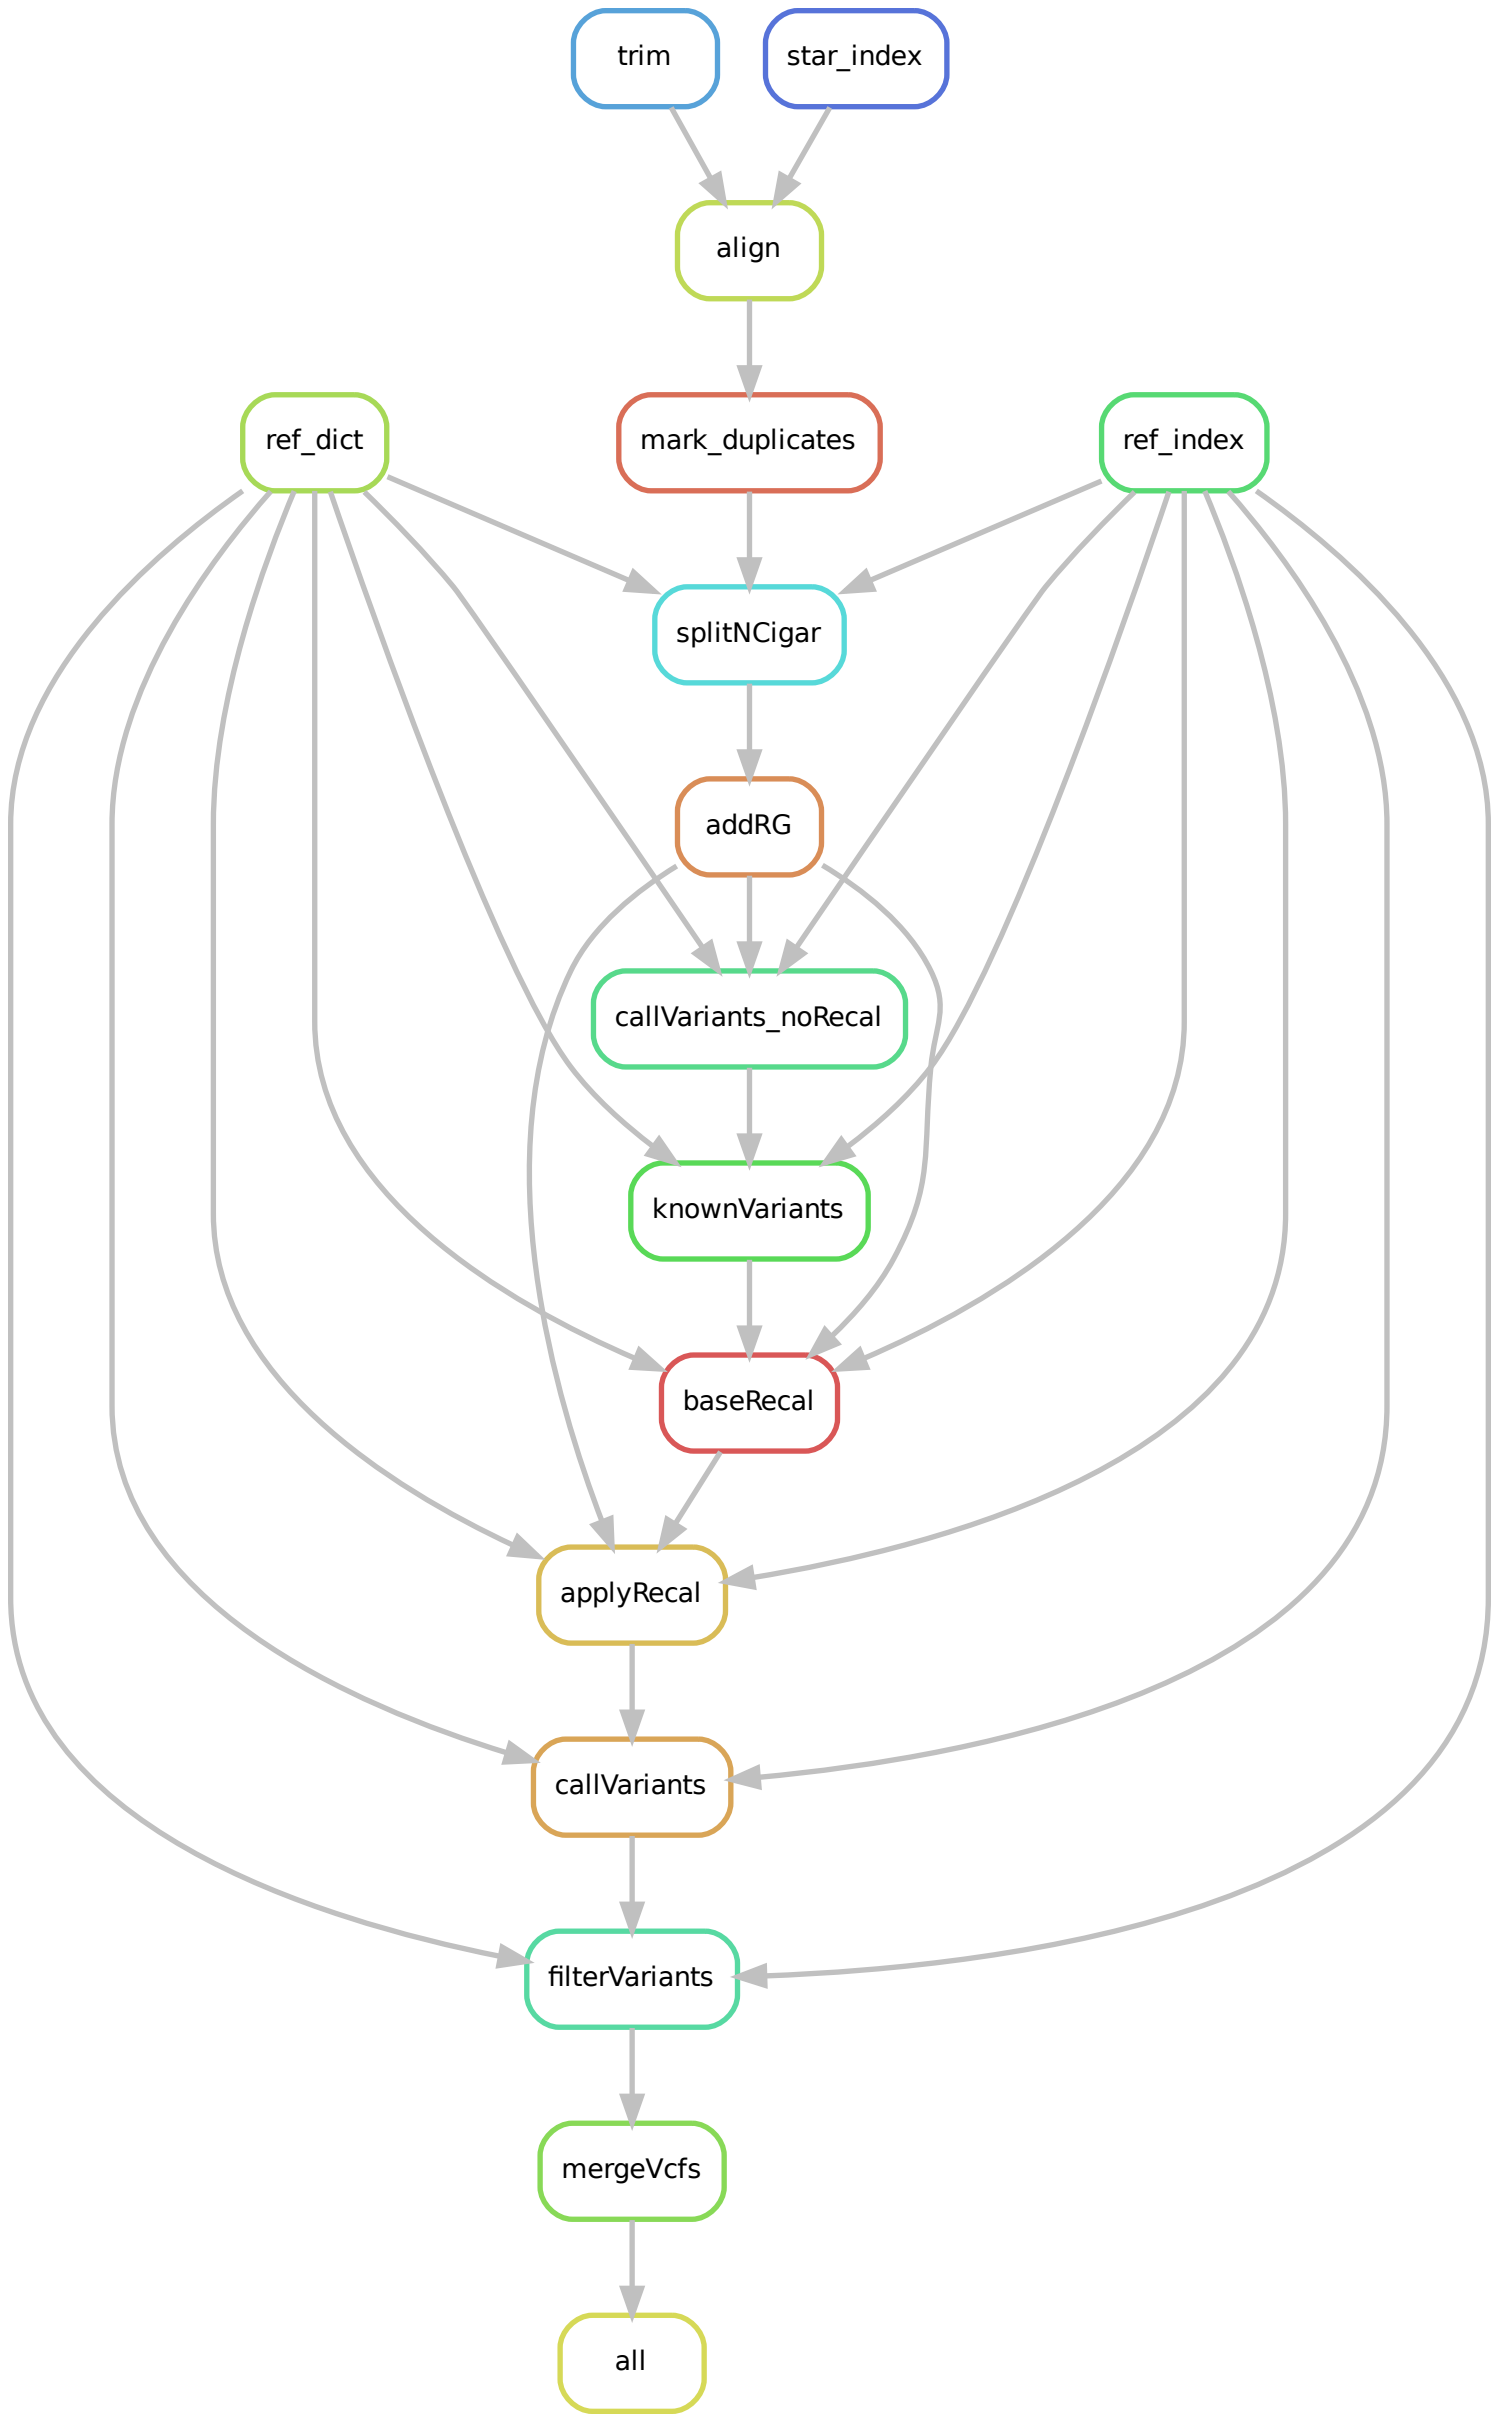 trim
star_index
align
ref_dict
mark_duplicates
ref_index
splitNCigar
addRG
callVariants_noRecal
knownVariants
baseRecal
applyRecal
callVariants
filterVariants
mergeVcfs
all